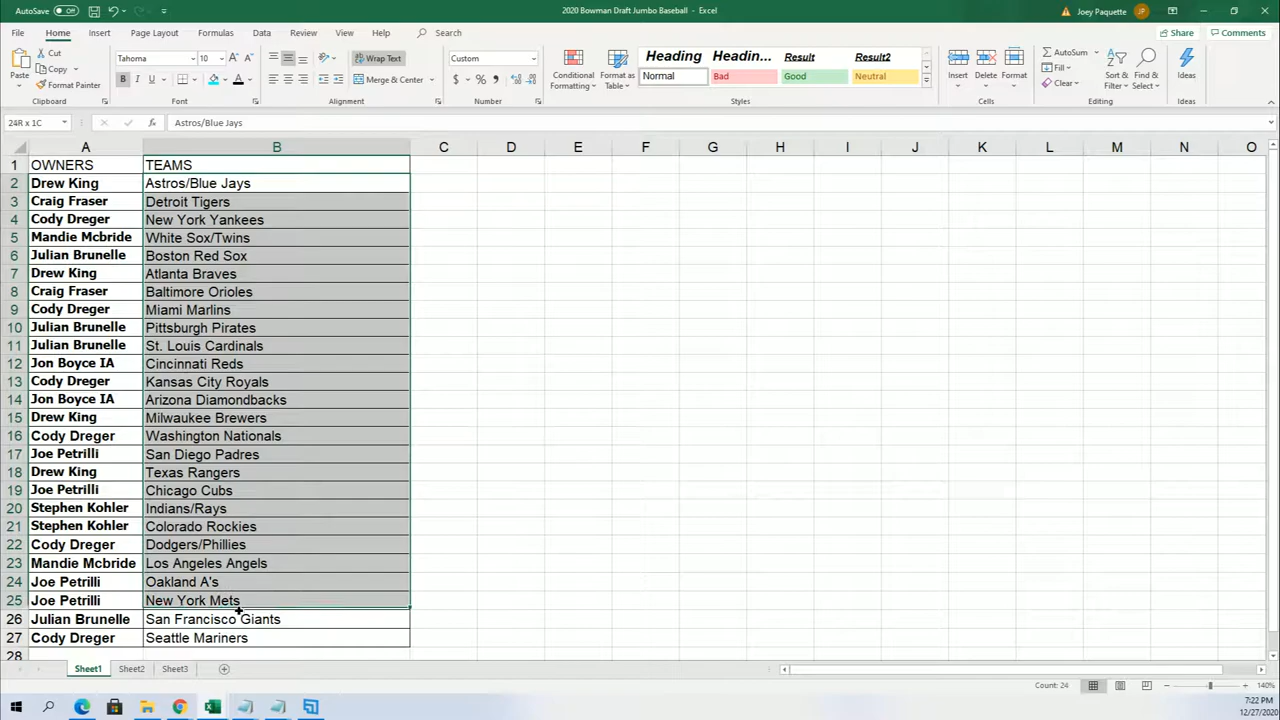 AutoSave Off 2020 Bowman Draft Jumbo Baseball - Excel Joey Paquette JP
File Home Insert Page Layout Formulas Data Review View Help Search Share Comments
Paste Cut Copy Format Painter Clipboard
Tahoma 10 B I U Font
Wrap Text Merge & Center Alignment
Custom $ % Number
Conditional Formatting Format as Table
Heading Headin... Result Result2
Normal Bad Good Neutral
Styles
Insert Delete Format Cells
AutoSum Fill Clear Sort & Filter Find & Select Editing
Ideas Ideas
24R x 1C Astros/Blue Jays
A B C D E F G H I J K L M N O
1 OWNERS TEAMS
2 Drew King Astros/Blue Jays
3 Craig Fraser Detroit Tigers
4 Cody Dreger New York Yankees
5 Mandie Mcbride White Sox/Twins
6 Julian Brunelle Boston Red Sox
7 Drew King Atlanta Braves
8 Craig Fraser Baltimore Orioles
9 Cody Dreger Miami Marlins
10 Julian Brunelle Pittsburgh Pirates
11 Julian Brunelle St. Louis Cardinals
12 Jon Boyce IA Cincinnati Reds
13 Cody Dreger Kansas City Royals
14 Jon Boyce IA Arizona Diamondbacks
15 Drew King Milwaukee Brewers
16 Cody Dreger Washington Nationals
17 Joe Petrilli San Diego Padres
18 Drew King Texas Rangers
19 Joe Petrilli Chicago Cubs
20 Stephen Kohler Indians/Rays
21 Stephen Kohler Colorado Rockies
22 Cody Dreger Dodgers/Phillies
23 Mandie Mcbride Los Angeles Angels
24 Joe Petrilli Oakland A's
25 Joe Petrilli New York Mets
26 Julian Brunelle San Francisco Giants
27 Cody Dreger Seattle Mariners
28
Sheet1 Sheet2 Sheet3
Count: 24 140%
7:22 PM
12/27/2020